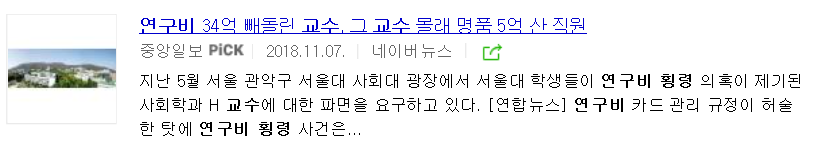 연구비 34억 빼돌린 교수, 그 교수 몰래 명품 5억 산 직원
중앙일보 PiCK 2018.11.07. 네이버뉴스
지난 5월 서울 관악구 서울대 사회대 광장에서 서울대 학생들이 연구비 횡령 의혹이 제기된
사회학과 H 교수에 대한 파면을 요구하고 있다. [연합뉴스] 연구비 카드 관리 규정이 허술
한 탓에 연구비 횡령 사건은...